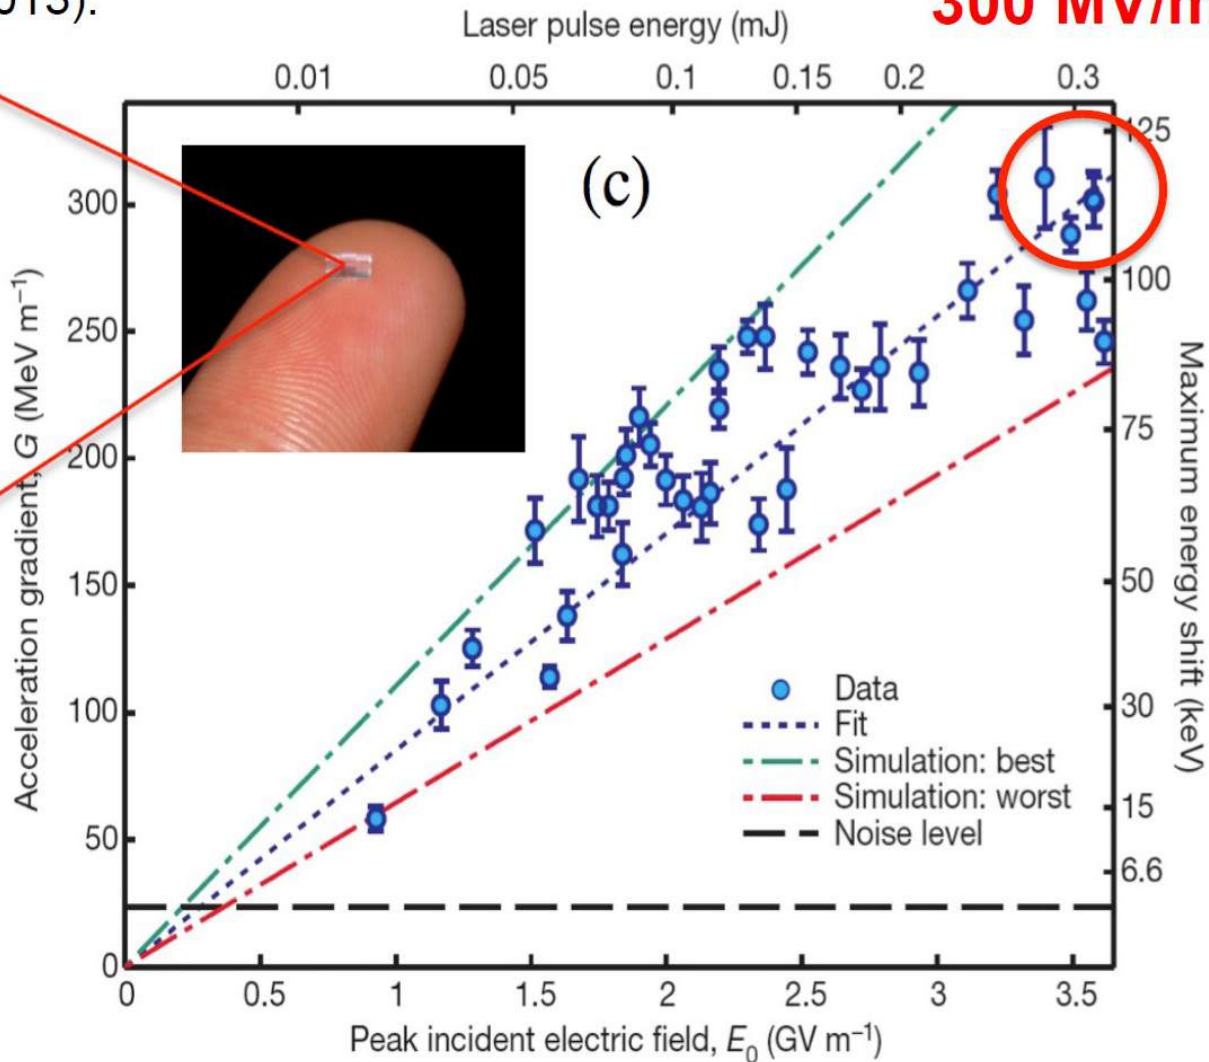 013).
300 MV/m
Laser pulse energy (mJ)
0.01 0.05 0.1 0.15 0.2 0.3
(c)
Acceleration gradient, G (MeV m⁻¹)
300
250
200
150
100
50
0
125
100
75
50
30
15
6.6
Maximum energy shift (keV)
Data
Fit
Simulation: best
Simulation: worst
Noise level
0 0.5 1 1.5 2 2.5 3 3.5
Peak incident electric field, E₀ (GV m⁻¹)